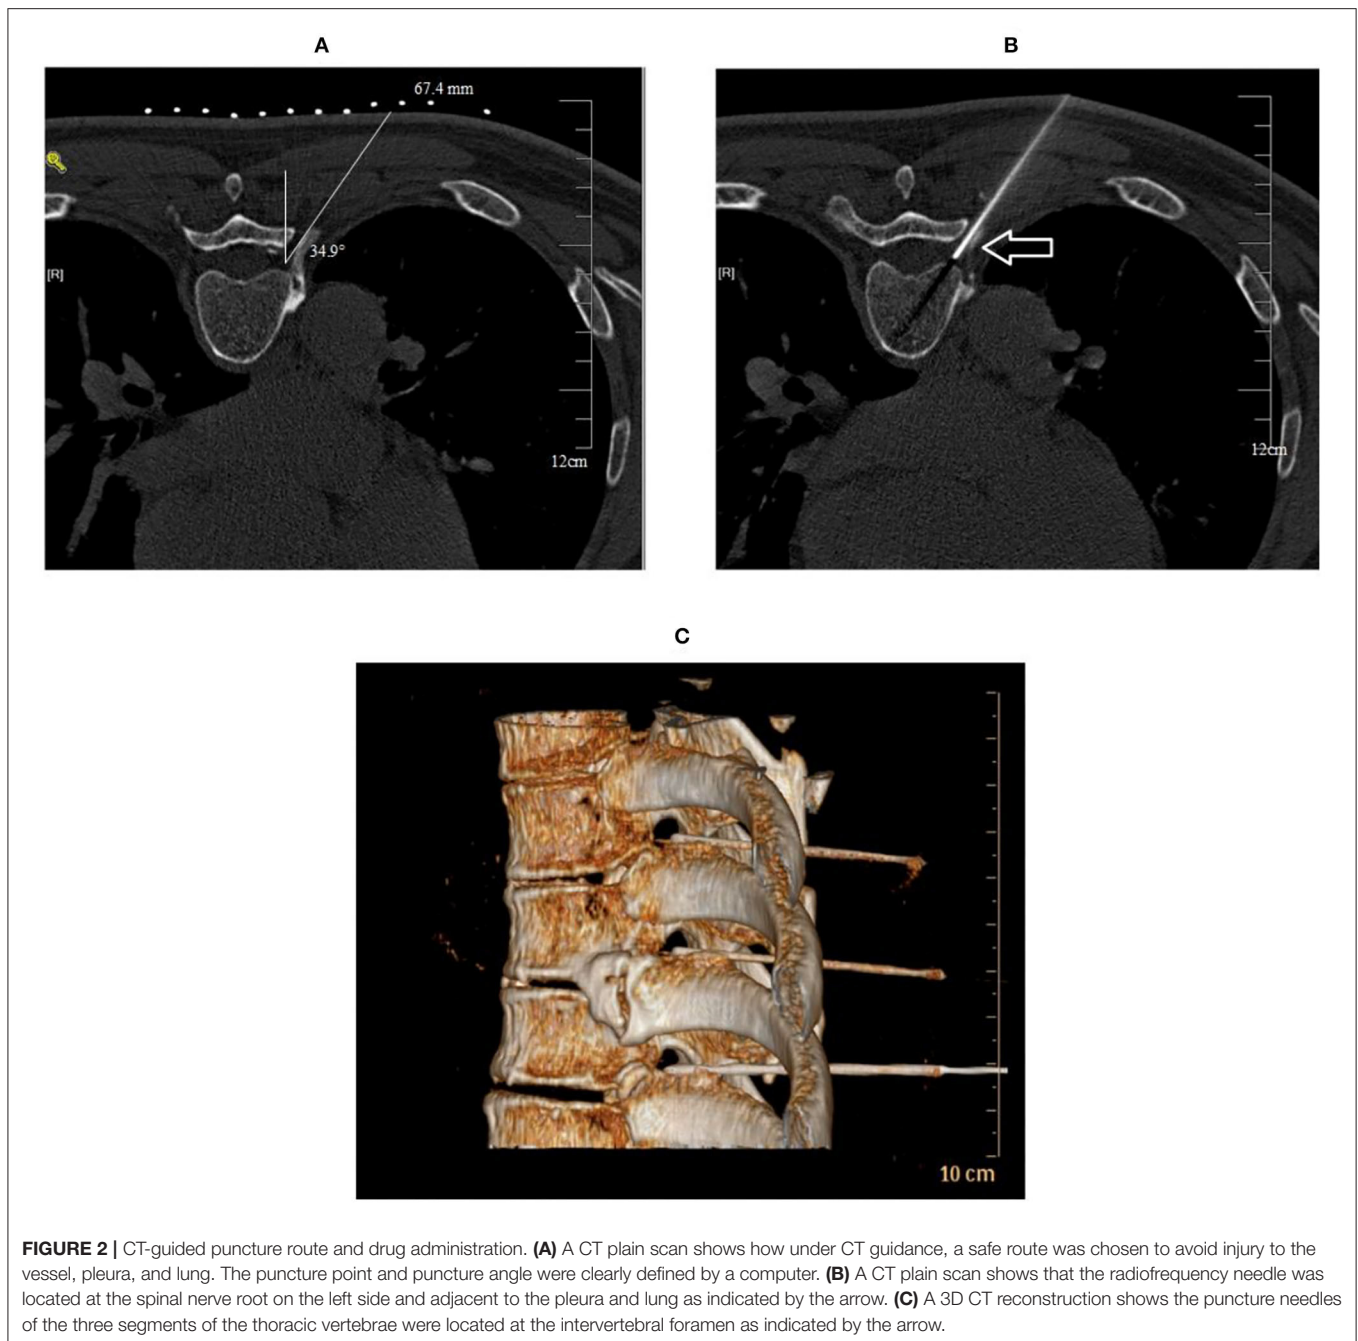 A
B
67.4 mm
34.9°
[R]
12cm
[R]
12cm
C
10 cm
FIGURE 2 | CT-guided puncture route and drug administration. (A) A CT plain scan shows how under CT guidance, a safe route was chosen to avoid injury to the
vessel, pleura, and lung. The puncture point and puncture angle were clearly defined by a computer. (B) A CT plain scan shows that the radiofrequency needle was
located at the spinal nerve root on the left side and adjacent to the pleura and lung as indicated by the arrow. (C) A 3D CT reconstruction shows the puncture needles
of the three segments of the thoracic vertebrae were located at the intervertebral foramen as indicated by the arrow.